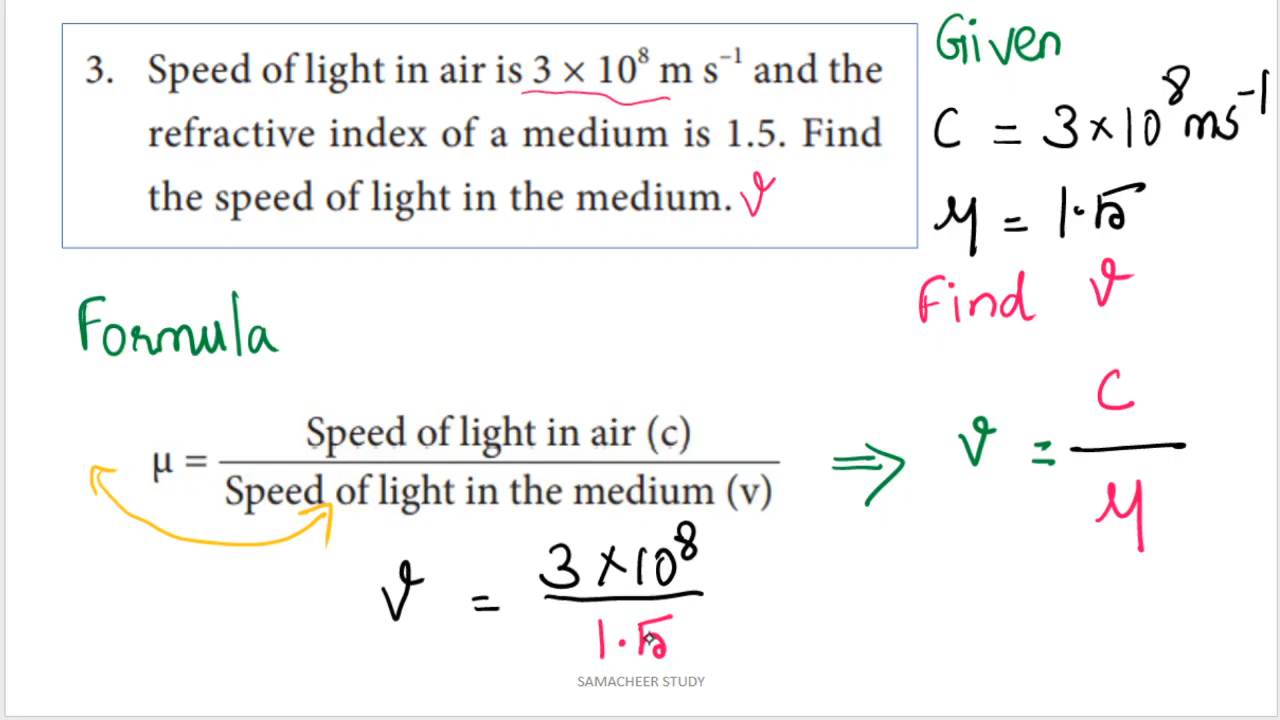 3. Speed of light in air is 3 × 10⁸ m s⁻¹ and the
refractive index of a medium is 1.5. Find
the speed of light in the medium. v
Given
C = 3×10⁸ ms⁻¹
μ = 1.5
Find v
Formula
μ = Speed of light in air (c)
Speed of light in the medium (v)
⇒ v = C / μ
v = 3×10⁸ / 1.5
SAMACHEER STUDY